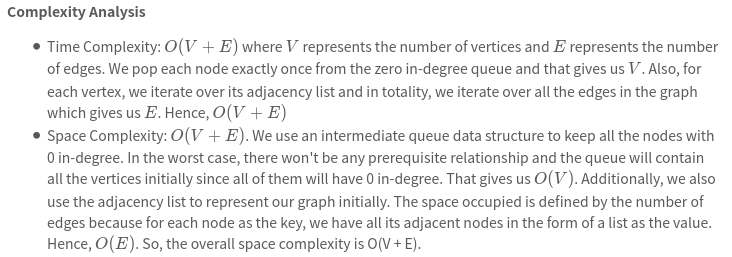 Complexity Analysis
• Time Complexity: O(V + E) where V represents the number of vertices and E represents the number
of edges. We pop each node exactly once from the zero in-degree queue and that gives us V. Also, for
each vertex, we iterate over its adjacency list and in totality, we iterate over all the edges in the graph
which gives us E. Hence, O(V + E)
• Space Complexity: O(V + E). We use an intermediate queue data structure to keep all the nodes with
0 in-degree. In the worst case, there won't be any prerequisite relationship and the queue will contain
all the vertices initially since all of them will have 0 in-degree. That gives us O(V). Additionally, we also
use the adjacency list to represent our graph initially. The space occupied is defined by the number of
edges because for each node as the key, we have all its adjacent nodes in the form of a list as the value.
Hence, O(E). So, the overall space complexity is O(V + E).